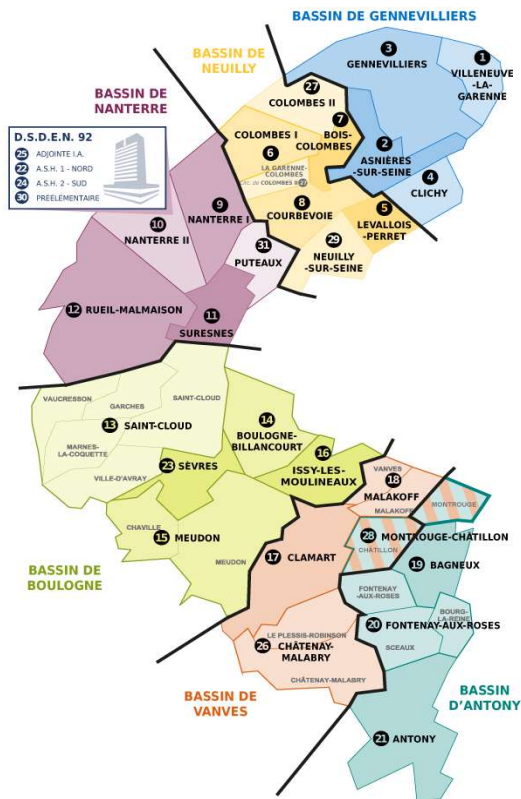 BASSIN DE GENNEVILLIERS
3
GENNEVILLIERS
1
VILLENEUVE
-LA-
GARENNE
BASSIN DE
NEUILLY
27
COLOMBES II
7
BOIS-
COLOMBES
2
ASNIÈRES
-SUR-SEINE
4
CLICHY
BASSIN DE
NANTERRE
COLOMBES I
6
LA GARENNE-
COLOMBES
8
COURBEVOIE
5
LEVALLOIS
-PERRET
29
NEUILLY
-SUR-SEINE
D.S.D.E.N. 92
25 ADJOINTE I.A.
22 A.S.H. 1 - NORD
24 A.S.H. 2 - SUD
30 PRÉÉLEMENTAIRE
9
NANTERRE I
10
NANTERRE II
31
PUTEAUX
12 RUEIL-MALMAISON
11
SURESNES
VAUCRESSON
GARCHES
SAINT-CLOUD
13 SAINT-CLOUD
MARNES-
LA-COQUETTE
VILLE-D'AVRAY
14
BOULOGNE-
BILLANCOURT
23 SÈVRES
16
ISSY-LES-
MOULINEAUX
CHAVILLE
15 MEUDON
MEUDON
BASSIN DE
BOULOGNE
VANVES
18
MALAKOFF
MALAKOFF
MONTROUGE
28 MONTROUGE-CHÂTILLON
CHÂTILLON
17 CLAMART
19 BAGNEUX
FONTENAY
-AUX-ROSES
BOURG-
LA-REINE
20 FONTENAY-AUX-ROSES
SCEAUX
LE PLESSIS-ROBINSON
26 CHÂTENAY-
MALABRY
CHÂTENAY-MALABRY
BASSIN DE
VANVES
BASSIN
D'ANTONY
21 ANTONY